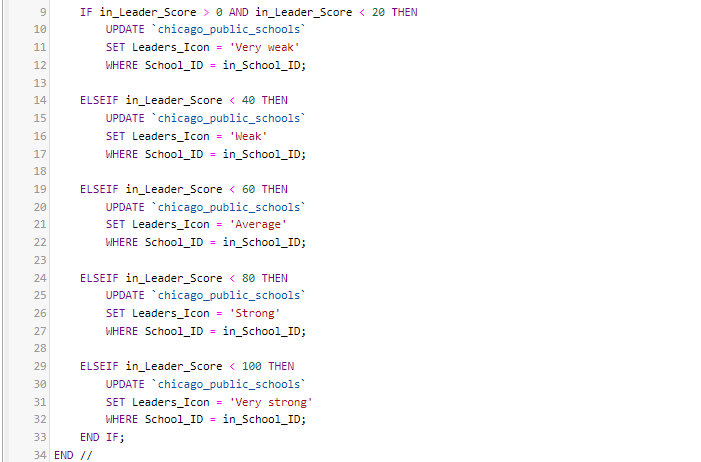 9 IF in_Leader_Score > 0 AND in_Leader_Score < 20 THEN
10 UPDATE `chicago_public_schools`
11 SET Leaders_Icon = 'Very weak'
12 WHERE School_ID = in_School_ID;
13
14 ELSEIF in_Leader_Score < 40 THEN
15 UPDATE `chicago_public_schools`
16 SET Leaders_Icon = 'Weak'
17 WHERE School_ID = in_School_ID;
18
19 ELSEIF in_Leader_Score < 60 THEN
20 UPDATE `chicago_public_schools`
21 SET Leaders_Icon = 'Average'
22 WHERE School_ID = in_School_ID;
23
24 ELSEIF in_Leader_Score < 80 THEN
25 UPDATE `chicago_public_schools`
26 SET Leaders_Icon = 'Strong'
27 WHERE School_ID = in_School_ID;
28
29 ELSEIF in_Leader_Score < 100 THEN
30 UPDATE `chicago_public_schools`
31 SET Leaders_Icon = 'Very strong'
32 WHERE School_ID = in_School_ID;
33 END IF;
34 END //